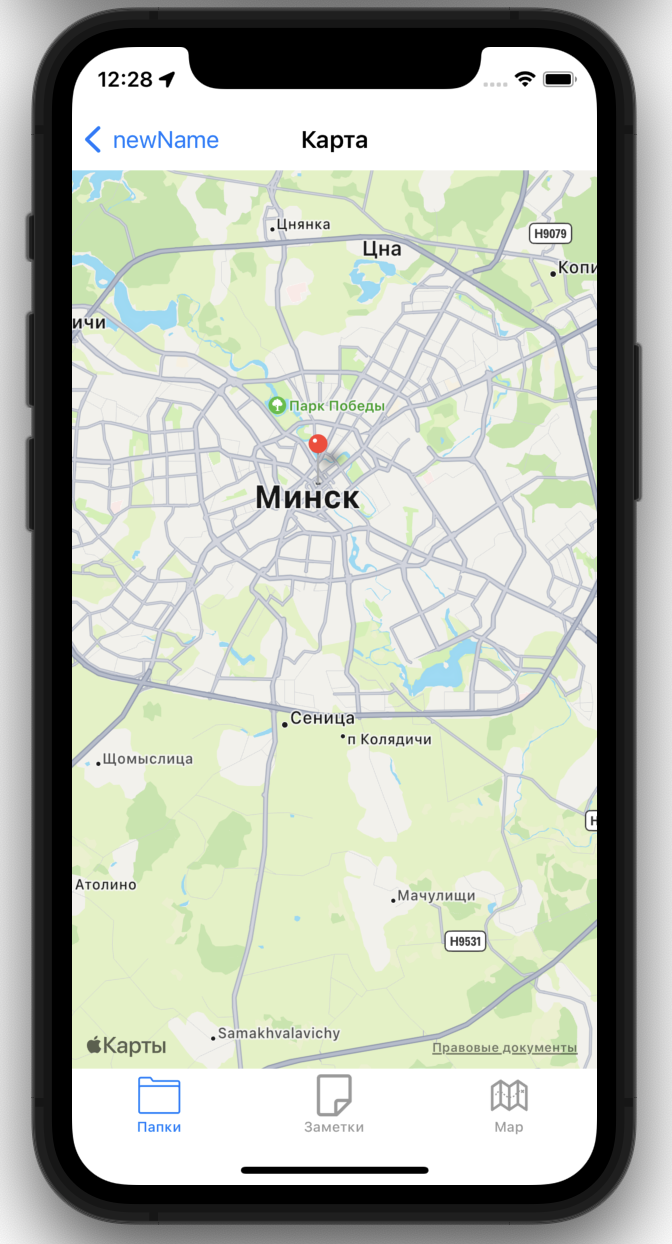 12:28
newName
Карта
Цнянка
Цна
H9079
Копи
ичи
Парк Победы
Минск
Сеница
п Колядичи
Щомыслица
H
Атолино
Мачулищи
H9531
Samakhvalavichy
Карты
Правовые документы
Папки
Заметки
Map